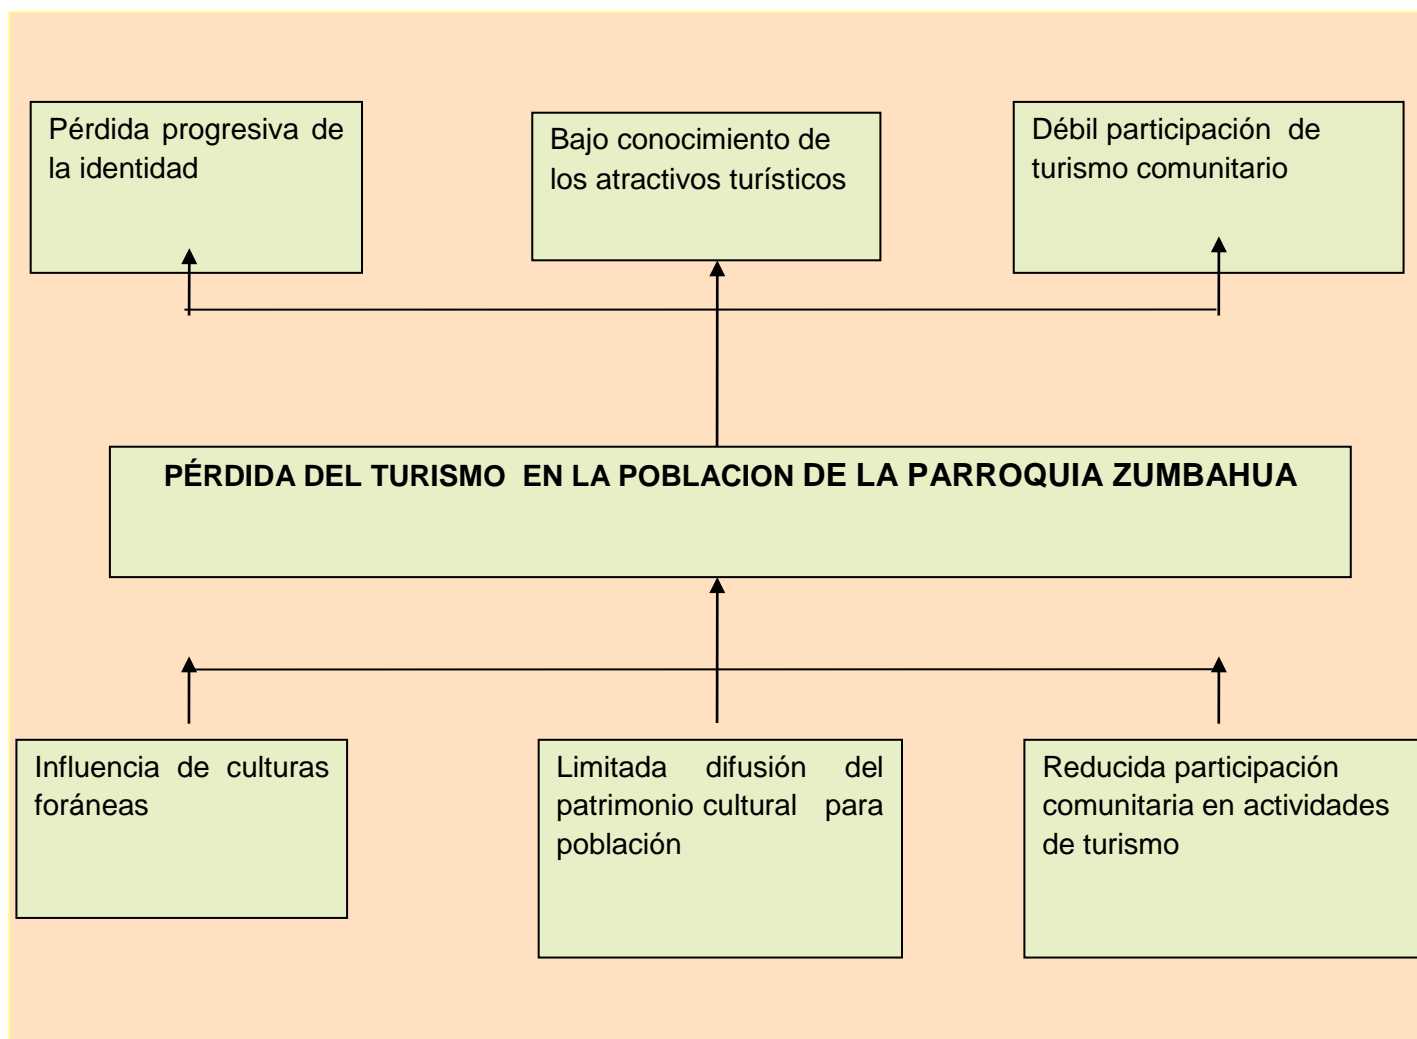 Pérdida progresiva de
la identidad
Bajo conocimiento de
los atractivos turísticos
Débil participación de
turismo comunitario
PÉRDIDA DEL TURISMO EN LA POBLACION DE LA PARROQUIA ZUMBAHUA
Influencia de culturas
foráneas
Limitada difusión del
patrimonio cultural para
población
Reducida participación
comunitaria en actividades
de turismo